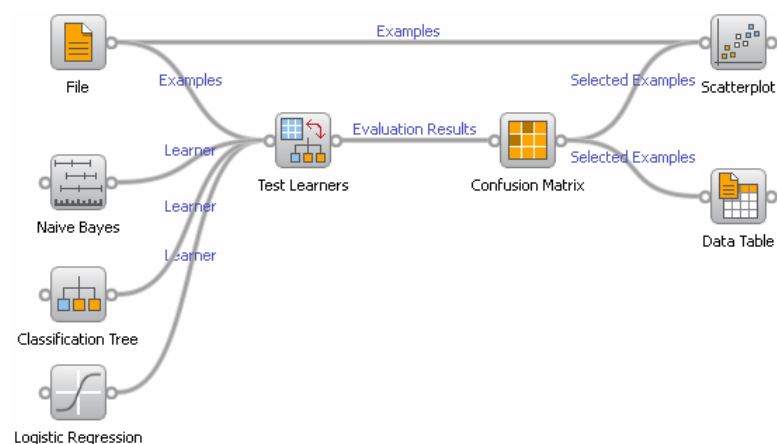 Examples
File
Examples
Selected Examples
Scatterplot
Learner
Evaluation Results
Test Learners
Confusion Matrix
Selected Examples
Naive Bayes
Learner
Data Table
Learner
Classification Tree
Logistic Regression